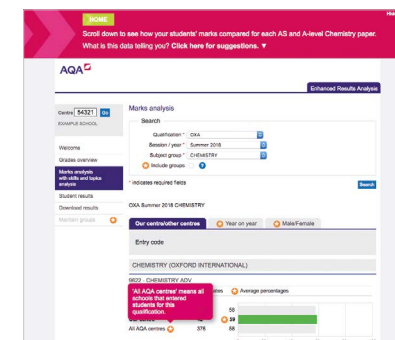 HOME
Hide
Scroll down to see how your students' marks compared for each AS and A-level Chemistry paper.
What is this data telling you? Click here for suggestions. ▼
AQA
Enhanced Results Analysis
Centre 54321 Go
EXAMPLE SCHOOL
Welcome
Grades overview
Marks analysis
with skills and topics
analysis
Student results
Download results
Maintain groups
Marks analysis
Search
Qualification * OXA
Session / year * Summer 2018
Subject group * CHEMISTRY
Include groups ?
* indicates required fields
Search
OXA Summer 2018 CHEMISTRY
Our centre/other centres
Year on year
Male/Female
Entry code
CHEMISTRY (OXFORD INTERNATIONAL)
9622 - CHEMISTRY ADV
Average percentages
'All AQA centres' means all
schools that entered
students for this
qualification.
50
59
All AQA centres 378 58